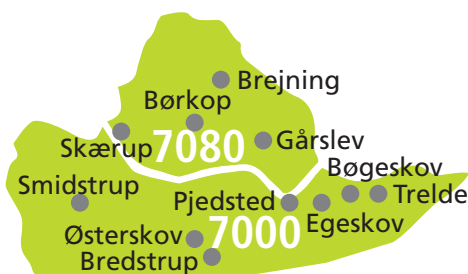 Brejning
Børkop
Skærup 7080 Gårslev
Bøgeskov
Smidstrup
Pjedsted Trelde
Egeskov
Østerskov 7000
Bredstrup